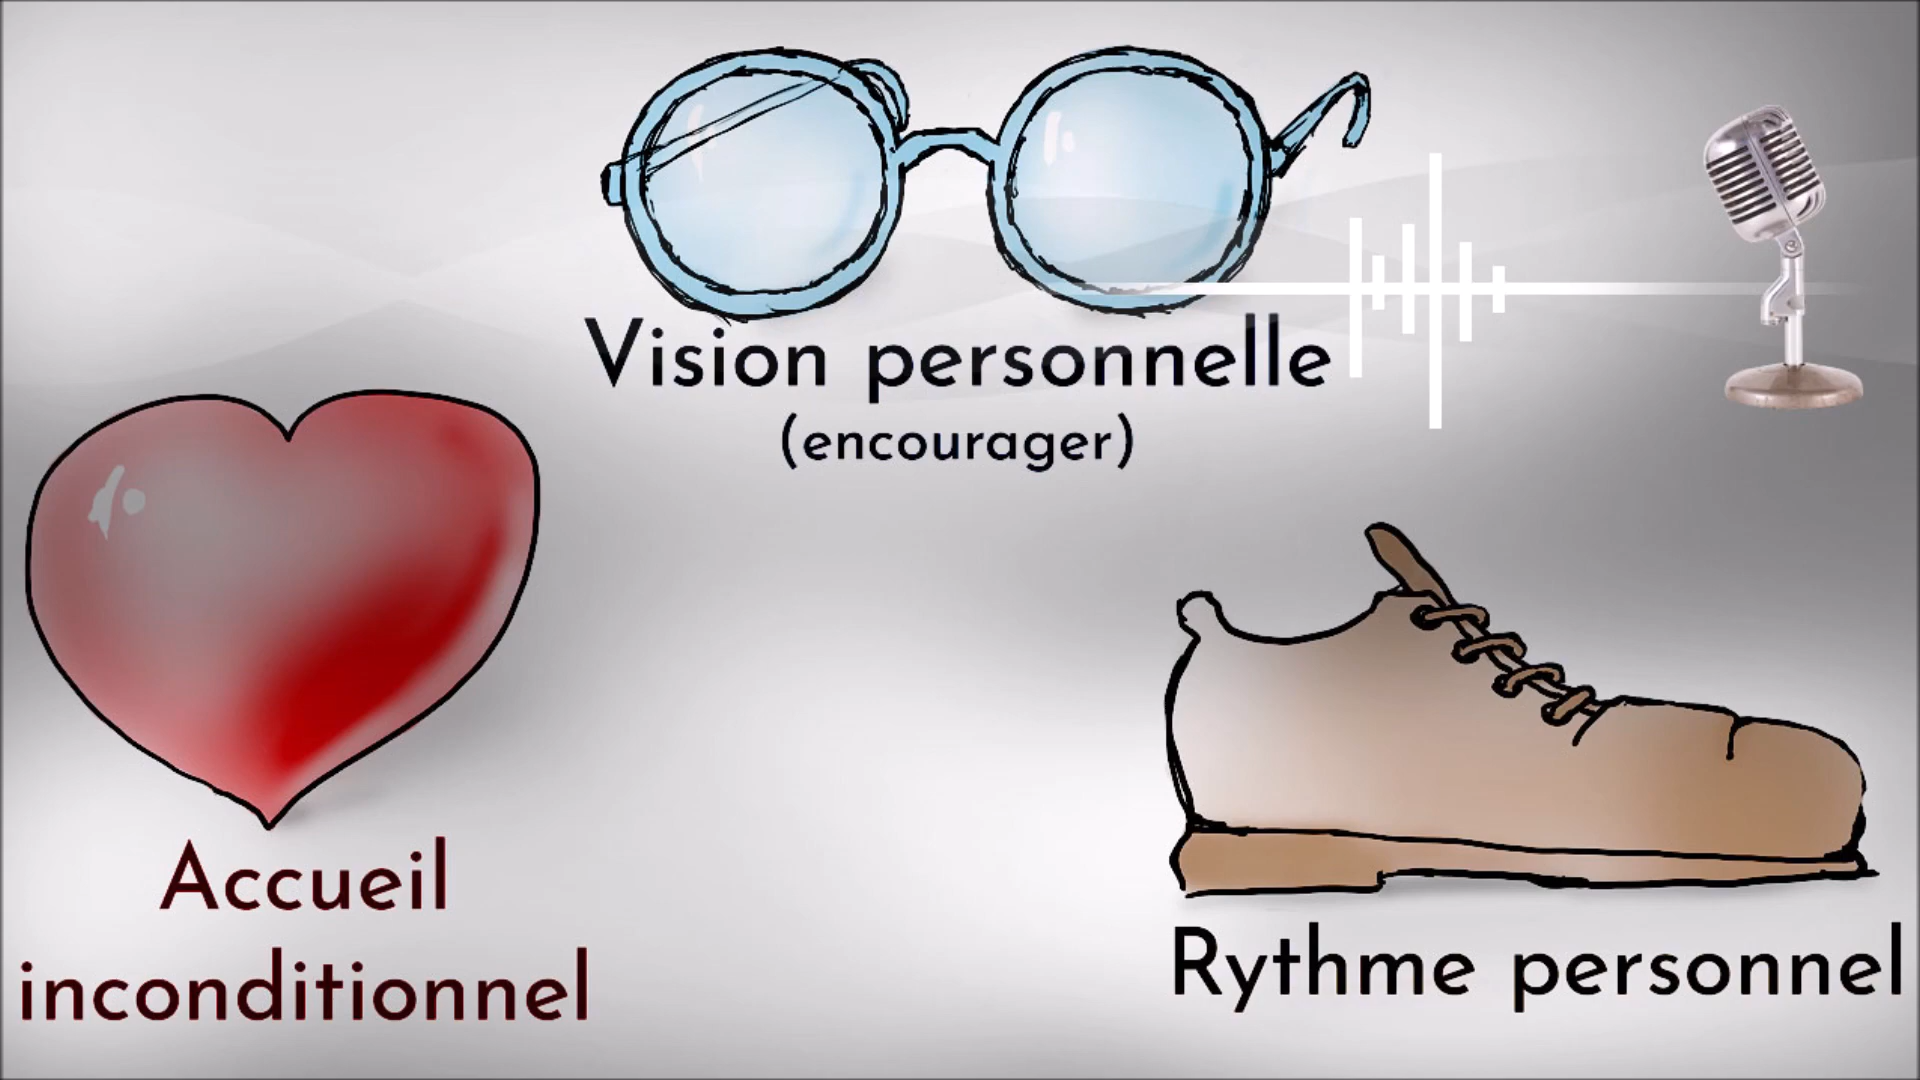 Vision personnelle
(encourager)
Accueil
inconditionnel
Rythme personnel